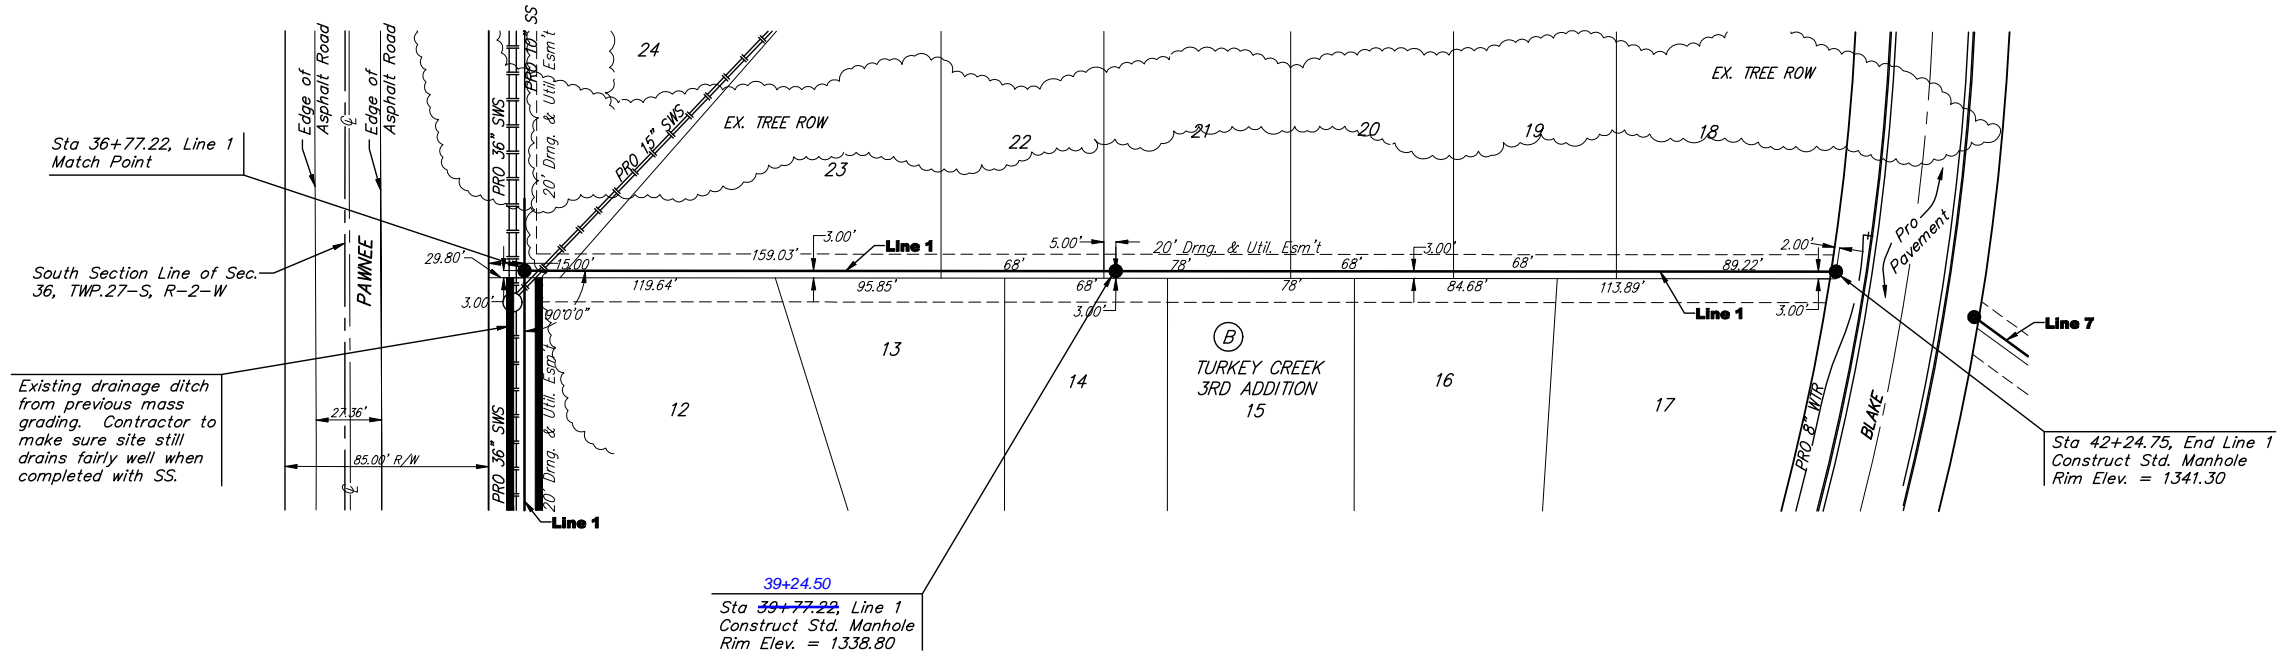 24
PRO 10" SS
20' Drng. & Util. Esm't
Edge of
Asphalt Road
Edge of
Asphalt Road
EX. TREE ROW
EX. TREE ROW
PRO 36" SWS
PRO 15" SWS
22
21
20
19
18
23
Sta 36+77.22, Line 1
Match Point
South Section Line of Sec.
36, TWP.27-S, R-2-W
PAWNEE
29.80'
15.00'
159.03'
3.00'
Line 1
68'
5.00'
20' Drng. & Util. Esm't
78'
68'
3.00'
68'
89.22'
2.00'
Pro
Pavement
3.00'
90°0'0"
119.64'
95.85'
68'
3.00'
78'
84.68'
113.89'
3.00'
Line 1
Line 7
B
TURKEY CREEK
3RD ADDITION
12
13
14
15
16
17
Existing drainage ditch
from previous mass
grading. Contractor to
make sure site still
drains fairly well when
completed with SS.
27.36'
85.00' R/W
PRO 36" SWS
20' Drng. & Util. Esm't
Line 1
PRO 8" WTR
BLAKE
Sta 42+24.75, End Line 1
Construct Std. Manhole
Rim Elev. = 1341.30
39+24.50
Sta 39+77.22, Line 1
Construct Std. Manhole
Rim Elev. = 1338.80